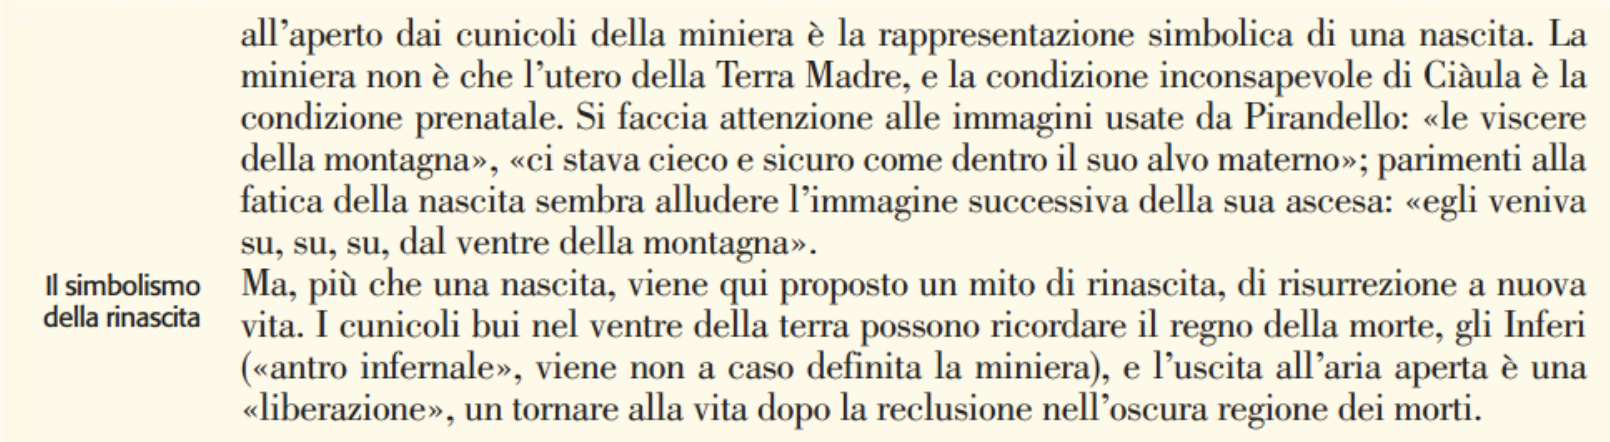 all’aperto dai cunicoli della miniera è la rappresentazione simbolica di una nascita. La
miniera non è che l’utero della Terra Madre, e la condizione inconsapevole di Ciàula è la
condizione prenatale. Si faccia attenzione alle immagini usate da Pirandello: «le viscere
della montagna», «ci stava cieco e sicuro come dentro il suo alvo materno»; parimenti alla
fatica della nascita sembra alludere l’immagine successiva della sua ascesa: «egli veniva
su, su, su, dal ventre della montagna».
Il simbolismo
della rinascita
Ma, più che una nascita, viene qui proposto un mito di rinascita, di risurrezione a nuova
vita. I cunicoli bui nel ventre della terra possono ricordare il regno della morte, gli Inferi
(«antro infernale», viene non a caso definita la miniera), e l’uscita all’aria aperta è una
«liberazione», un tornare alla vita dopo la reclusione nell’oscura regione dei morti.